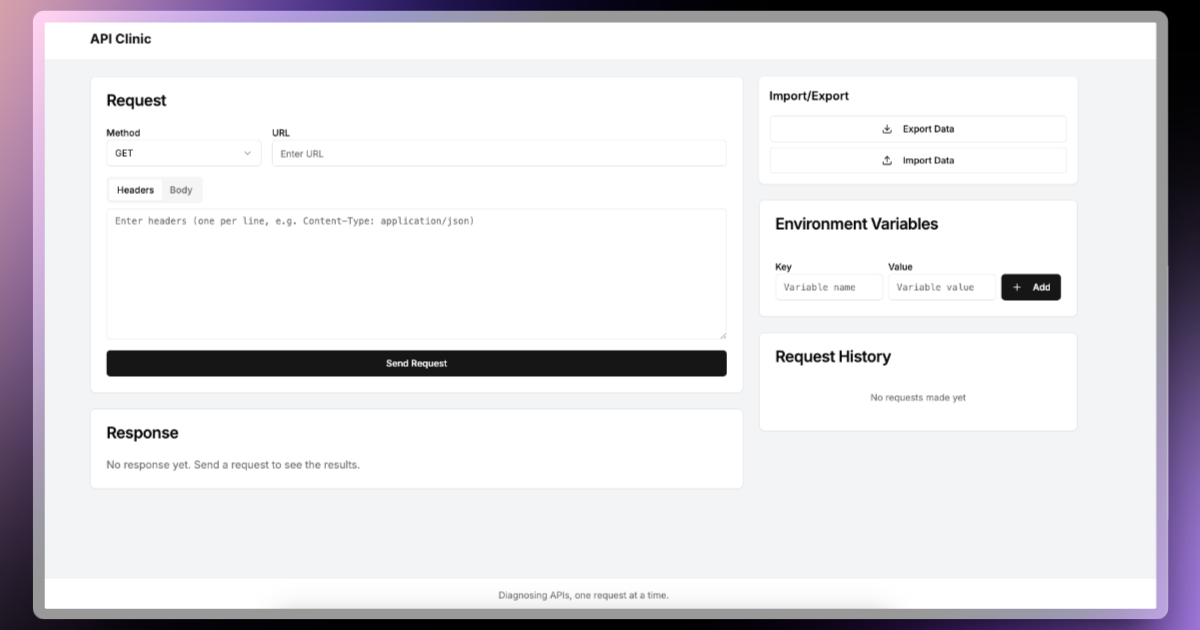 API Clinic
Request
Method
URL
GET
Enter URL
Headers
Body
Enter headers (one per line, e.g. Content-Type: application/json)
Send Request
Response
No response yet. Send a request to see the results.
Import/Export
Export Data
Import Data
Environment Variables
Key
Value
Variable name
Variable value
+ Add
Request History
No requests made yet
Diagnosing APIs, one request at a time.